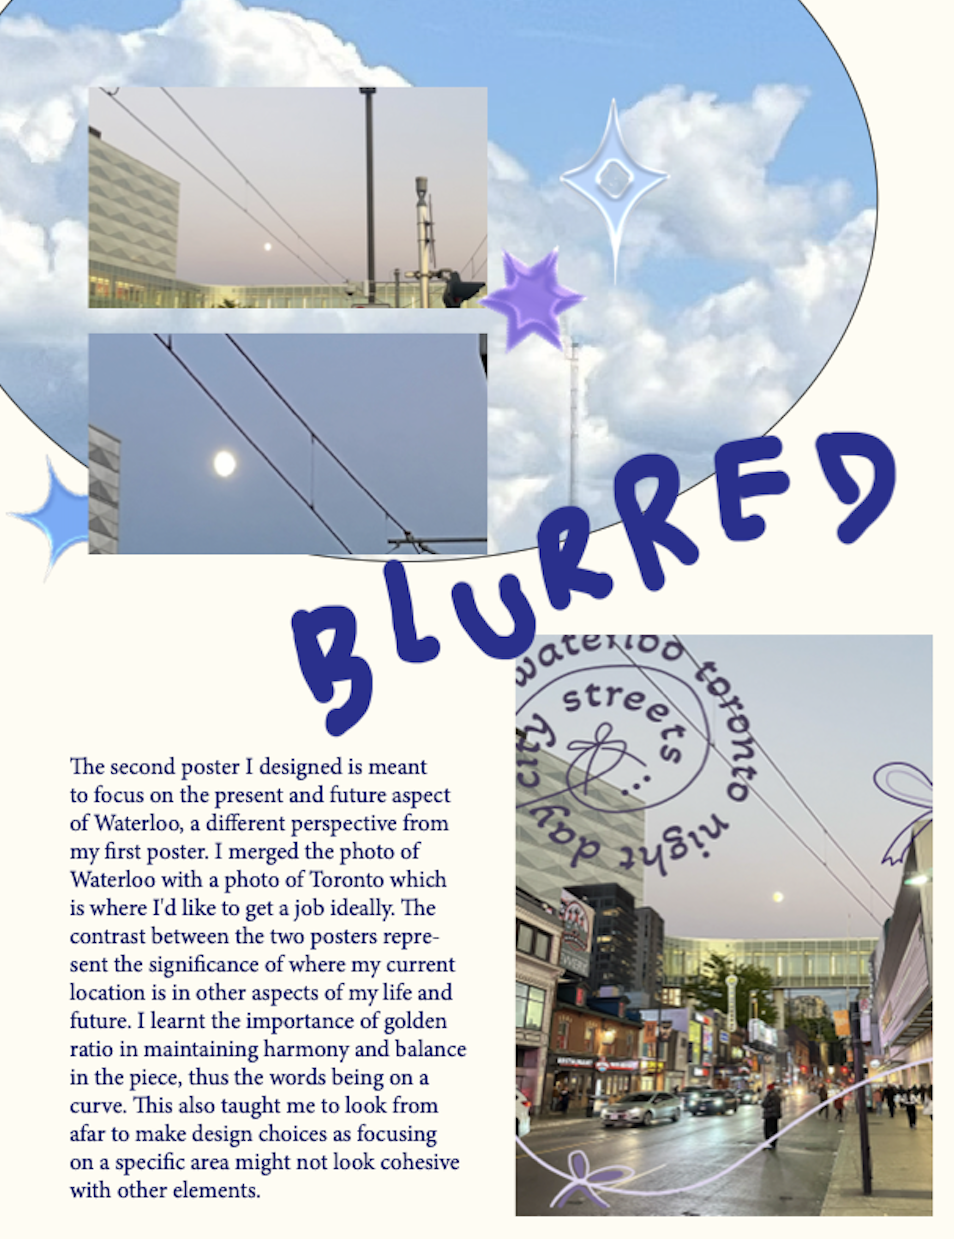 BLURRED
The second poster I designed is meant
to focus on the present and future aspect
of Waterloo, a different perspective from
my first poster. I merged the photo of
Waterloo with a photo of Toronto which
is where I'd like to get a job ideally. The
contrast between the two posters repre-
sent the significance of where my current
location is in other aspects of my life and
future. I learnt the importance of golden
ratio in maintaining harmony and balance
in the piece, thus the words being on a
curve. This also taught me to look from
afar to make design choices as focusing
on a specific area might not look cohesive
with other elements.
waterloo toronto
city streets
night day